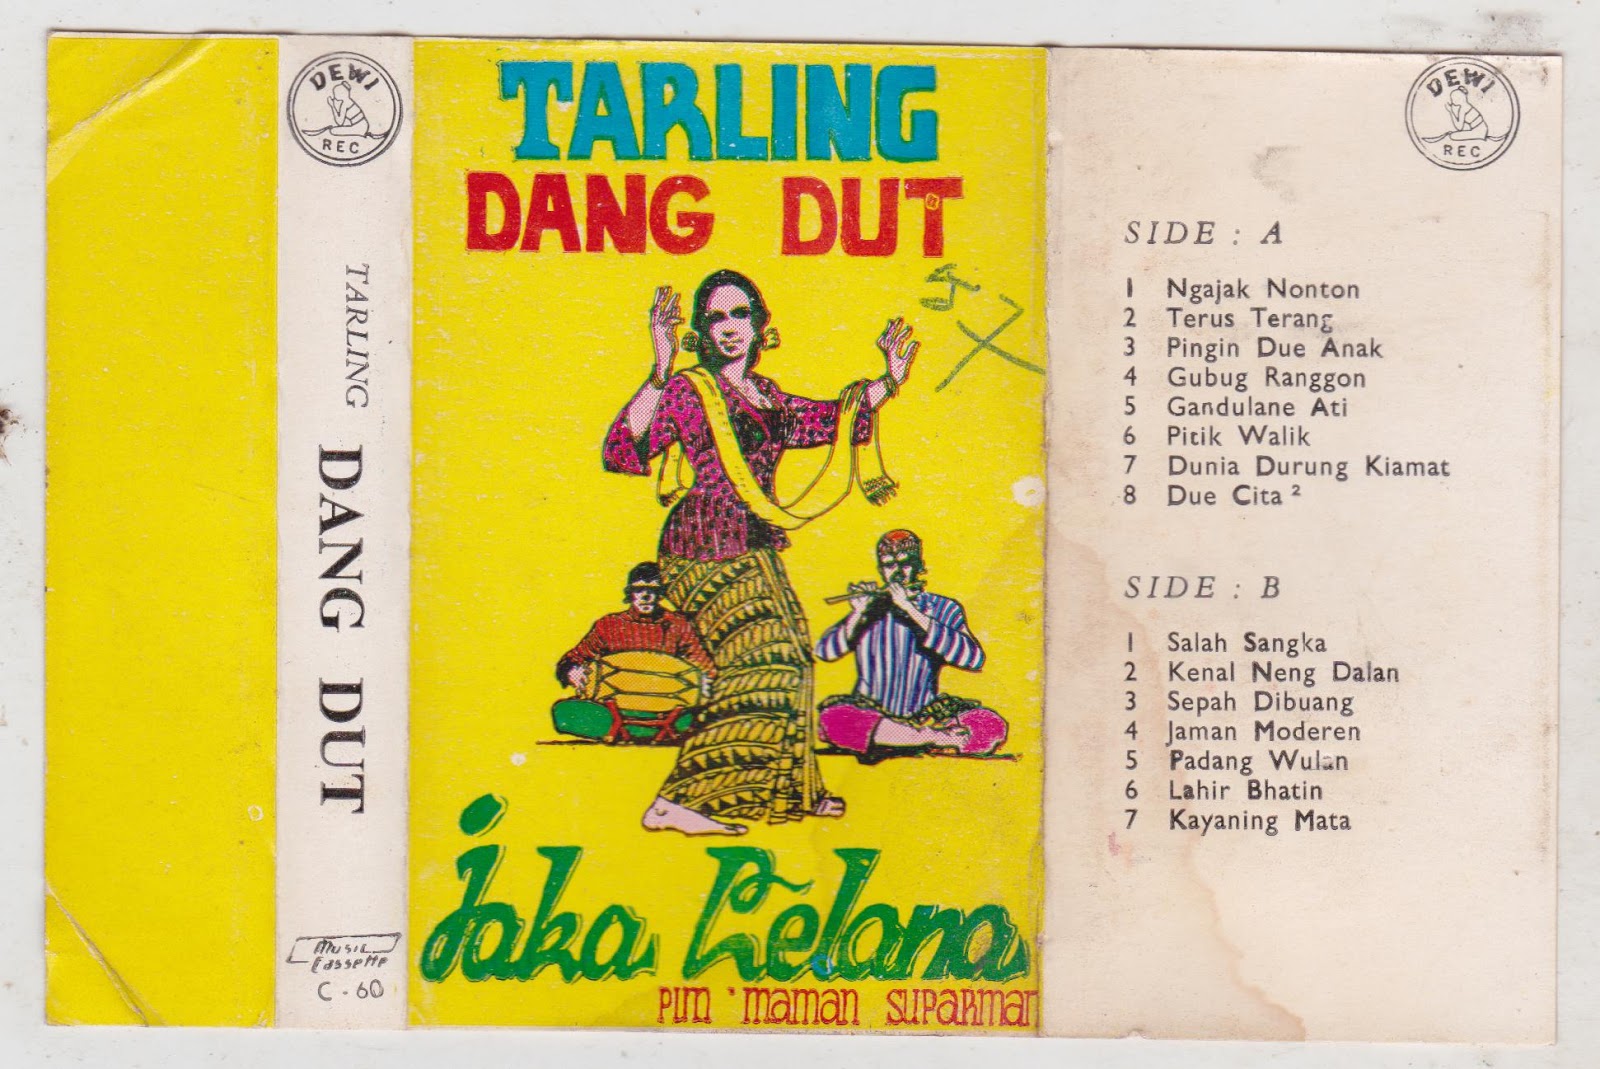 DEWI
REC
TARLING DANG DUT
Music
Cassette
C - 60
TARLING
DANG DUT
57
jaka Lelana
PIM 'MAMAN SUPARMAN
DEWI
REC
SIDE : A
1 Ngajak Nonton
2 Terus Terang
3 Pingin Due Anak
4 Gubug Ranggon
5 Gandulane Ati
6 Pitik Walik
7 Dunia Durung Kiamat
8 Due Cita ²
SIDE : B
1 Salah Sangka
2 Kenal Neng Dalan
3 Sepah Dibuang
4 Jaman Moderen
5 Padang Wulan
6 Lahir Bhatin
7 Kayaning Mata